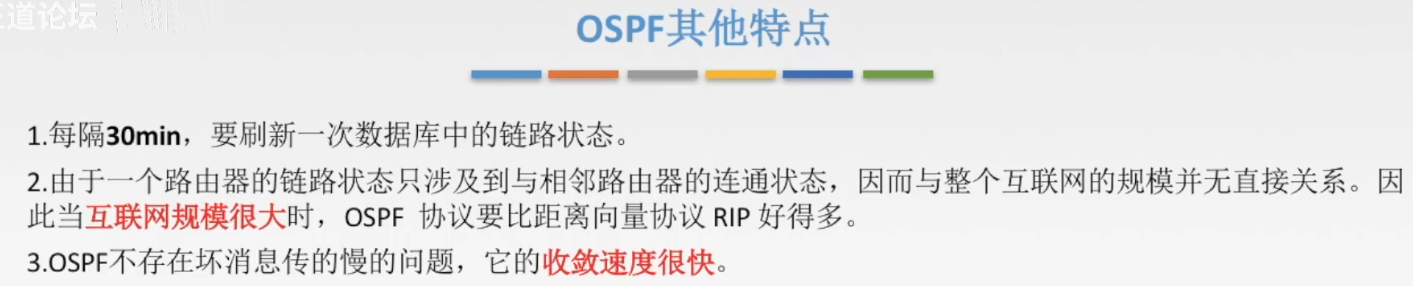 道论坛
OSPF其他特点
1.每隔30min，要刷新一次数据库中的链路状态。
2.由于一个路由器的链路状态只涉及到与相邻路由器的连通状态，因而与整个互联网的规模并无直接关系。因
此当互联网规模很大时，OSPF 协议要比距离向量协议 RIP 好得多。
3.OSPF不存在坏消息传的慢的问题，它的收敛速度很快。